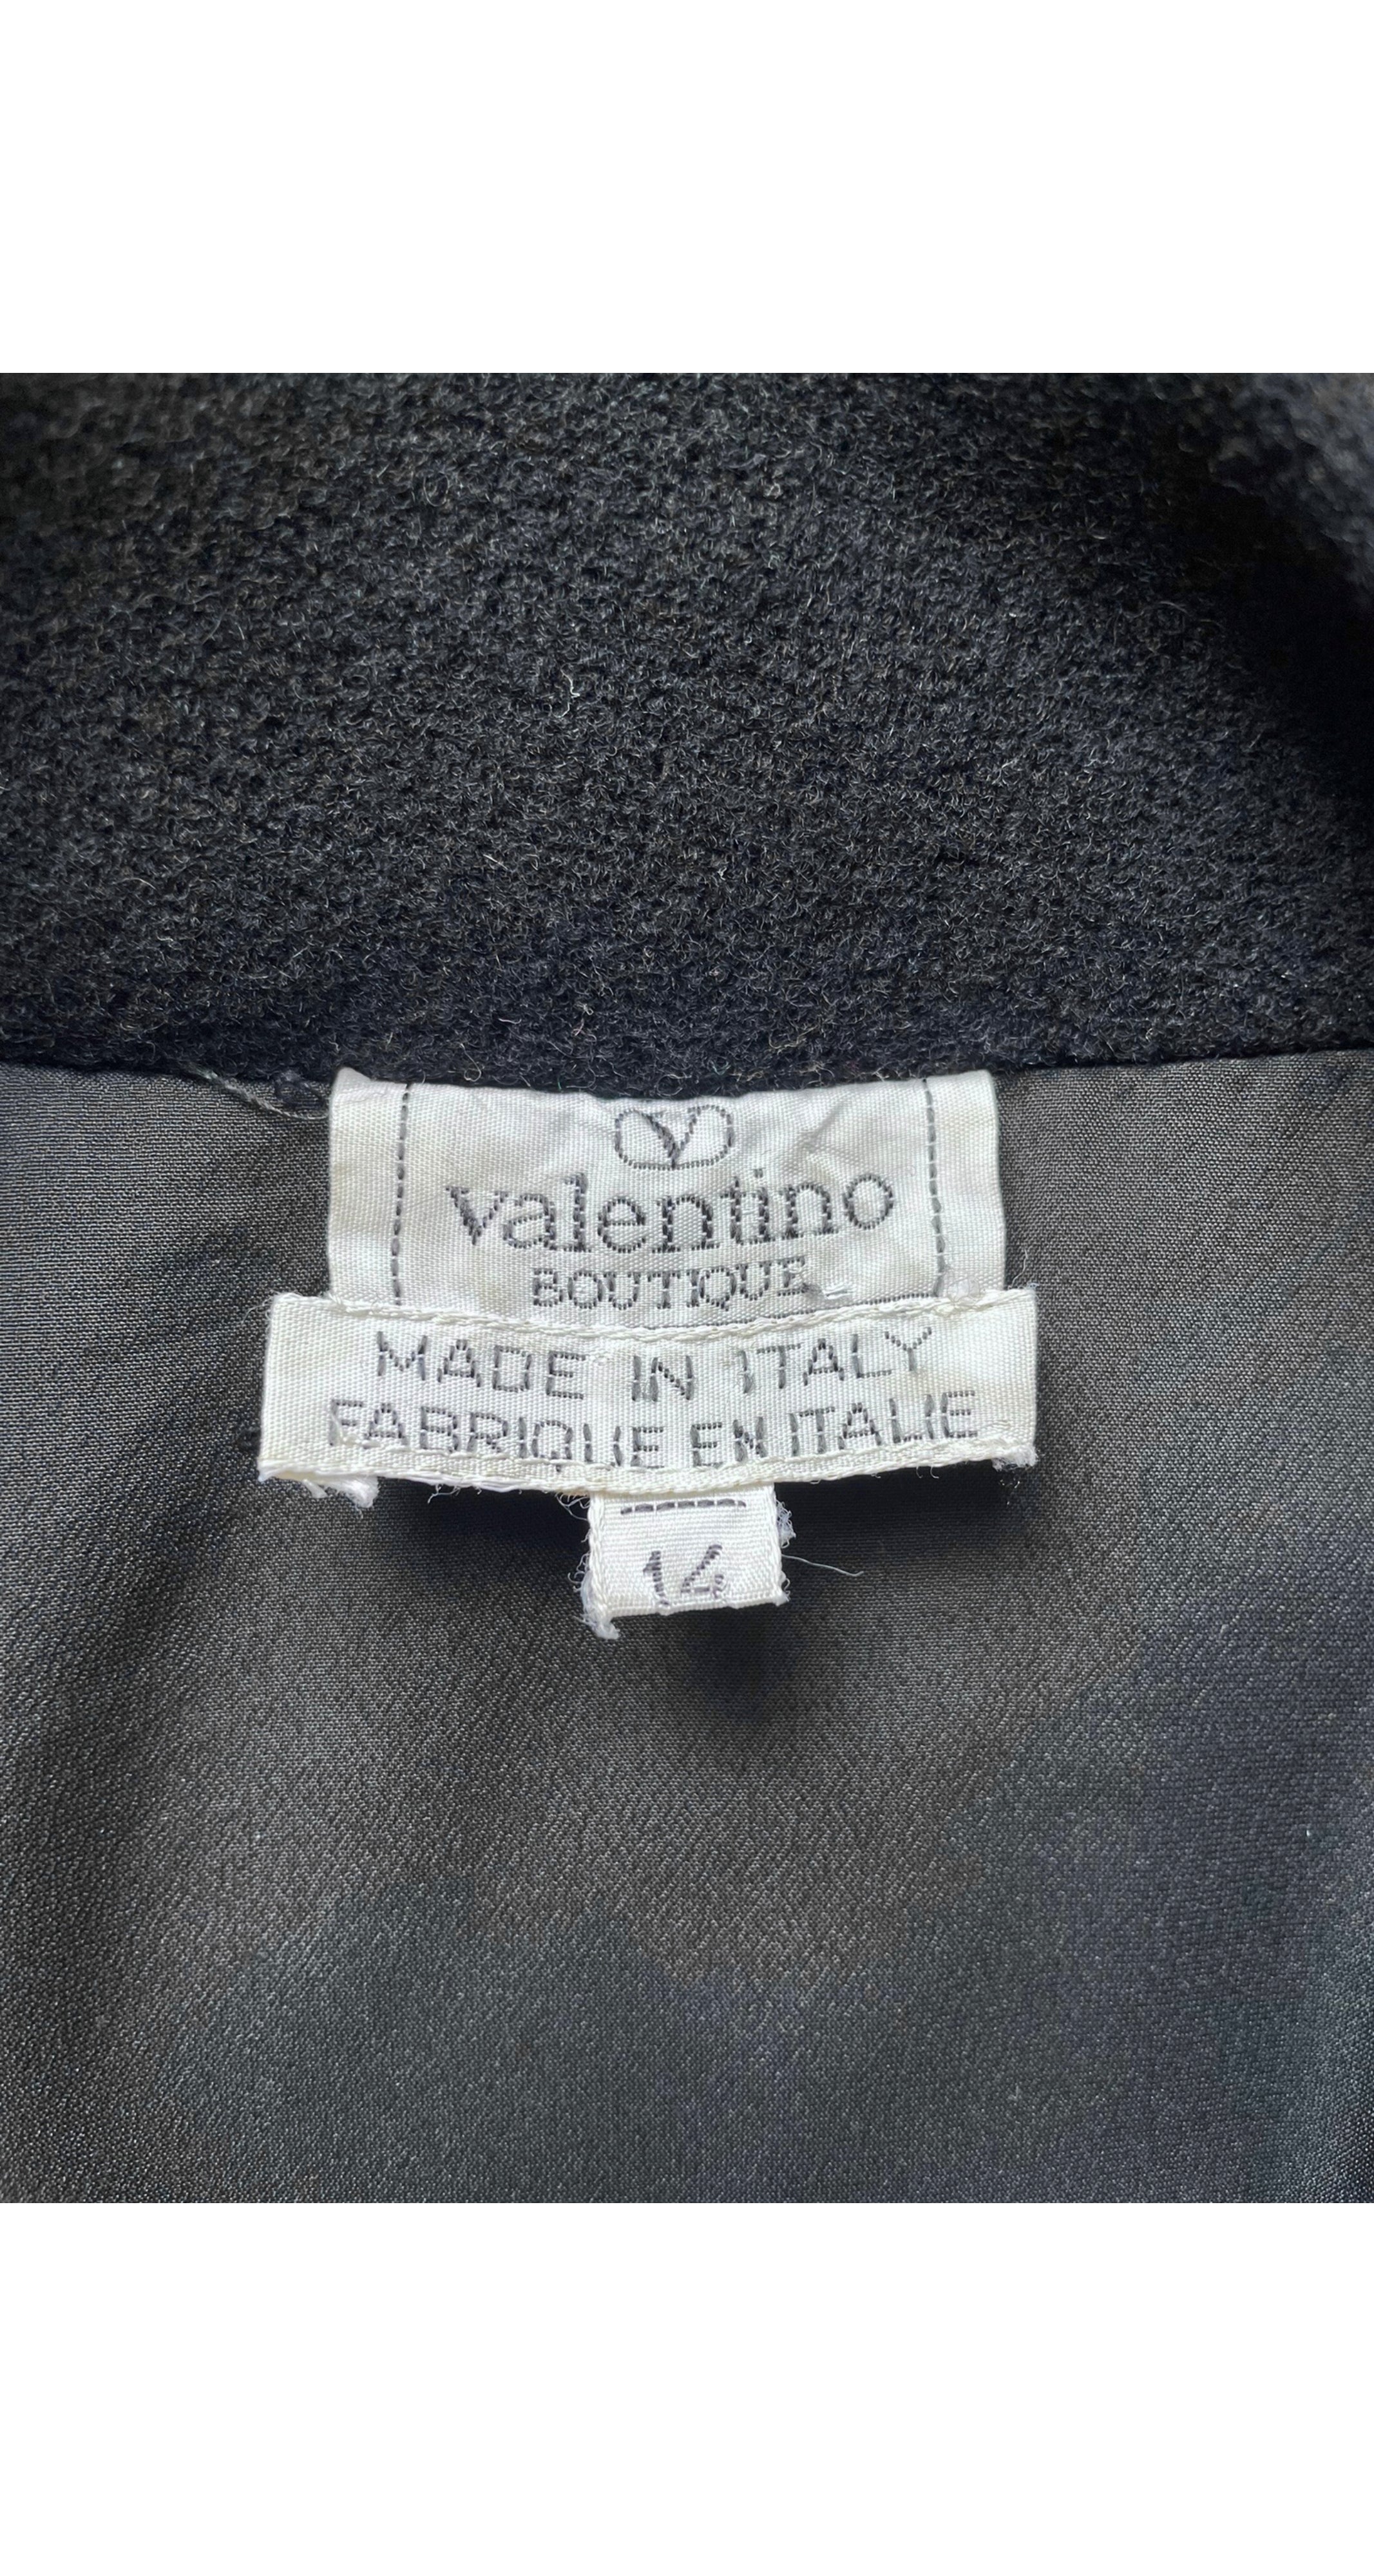 V
valentino
BOUTIQUE
MADE IN ITALY
FABRIQUE EN ITALIE
14